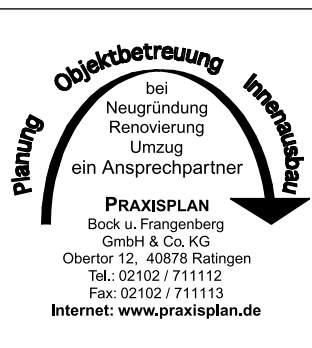 Planung
Objektbetreuung
Innenausbau
bei
Neugründung
Renovierung
Umzug
ein Ansprechpartner
PRAXISPLAN
Bock u. Frangenberg
GmbH & Co. KG
Obertor 12, 40878 Ratingen
Tel.: 02102 / 711112
Fax: 02102 / 711113
Internet: www.praxisplan.de